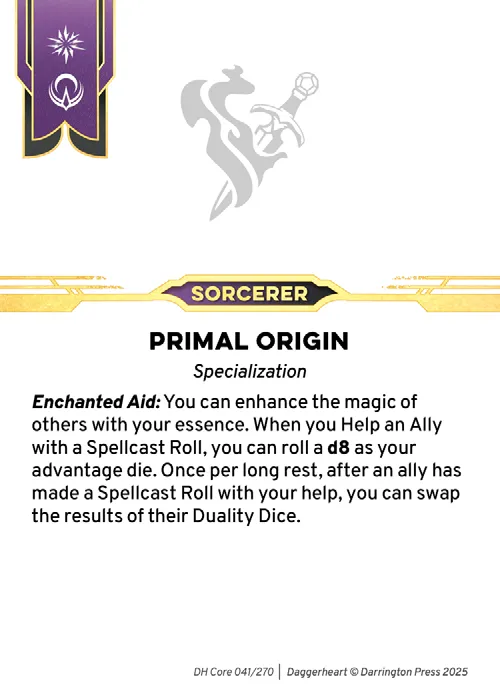 SORCERER
PRIMAL ORIGIN
Specialization
Enchanted Aid: You can enhance the magic of
others with your essence. When you Help an Ally
with a Spellcast Roll, you can roll a d8 as your
advantage die. Once per long rest, after an ally has
made a Spellcast Roll with your help, you can swap
the results of their Duality Dice.
DH Core 041/270 | Daggerheart © Darrington Press 2025